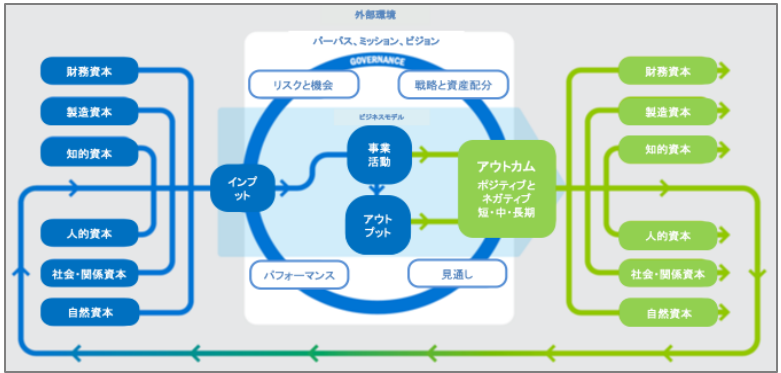 外部環境
パーパス、ミッション、ビジョン
GOVERNANCE
リスクと機会
戦略と資産配分
ビジネスモデル
財務資本
製造資本
知的資本
人的資本
社会・関係資本
自然資本
インプ
ット
事業
活動
アウト
プット
アウトカム
ポジティブと
ネガティブ
短・中・長期
パフォーマンス
見通し
財務資本
製造資本
知的資本
人的資本
社会・関係資本
自然資本